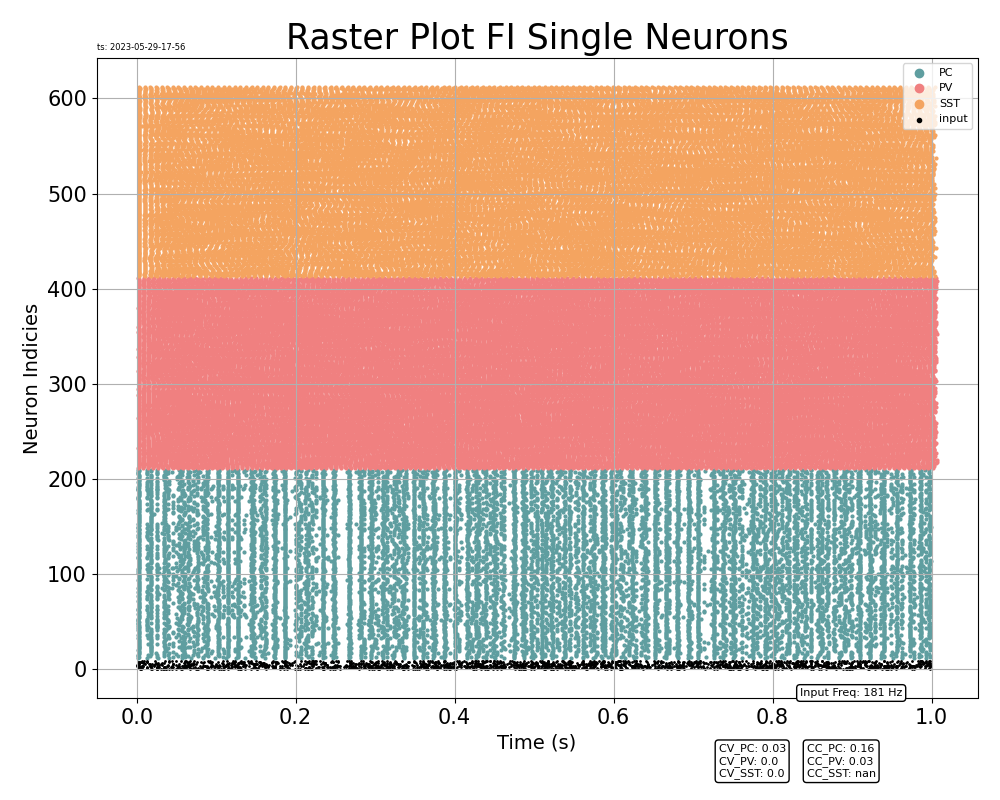 Raster Plot FI Single Neurons
ts: 2023-05-29-17-56
PC
PV
SST
input
600
500
400
300
200
100
0
Neuron Indicies
Input Freq: 181 Hz
0.0 0.2 0.4 0.6 0.8 1.0
Time (s)
CV_PC: 0.03
CV_PV: 0.0
CV_SST: 0.0
CC_PC: 0.16
CC_PV: 0.03
CC_SST: nan